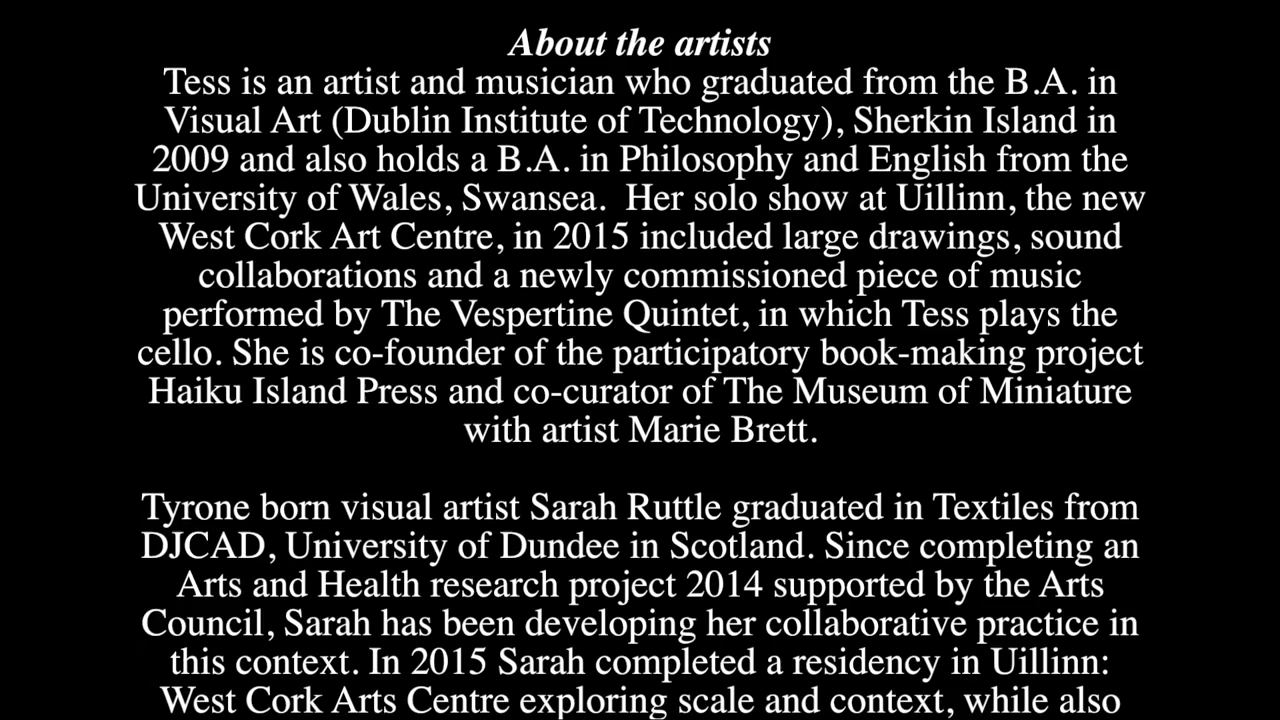 About the artists
Tess is an artist and musician who graduated from the B.A. in
Visual Art (Dublin Institute of Technology), Sherkin Island in
2009 and also holds a B.A. in Philosophy and English from the
University of Wales, Swansea.  Her solo show at Uillinn, the new
West Cork Art Centre, in 2015 included large drawings, sound
collaborations and a newly commissioned piece of music
performed by The Vespertine Quintet, in which Tess plays the
cello. She is co-founder of the participatory book-making project
Haiku Island Press and co-curator of The Museum of Miniature
with artist Marie Brett.
Tyrone born visual artist Sarah Ruttle graduated in Textiles from
DJCAD, University of Dundee in Scotland. Since completing an
Arts and Health research project 2014 supported by the Arts
Council, Sarah has been developing her collaborative practice in
this context. In 2015 Sarah completed a residency in Uillinn:
West Cork Arts Centre exploring scale and context, while also